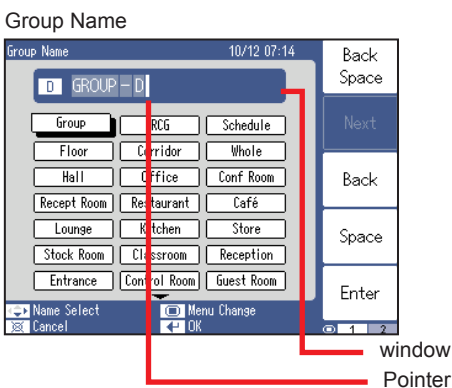 Group Name
Group Name 10/12 07:14
D GROUP – D
Group RCG Schedule
Floor Corridor Whole
Hall Office Conf Room
Recept Room Restaurant Café
Lounge Kitchen Store
Stock Room Classroom Reception
Entrance Control Room Guest Room
Name Select Menu Change
Cancel OK
Back
Space
Next
Back
Space
Enter
1 2
window
Pointer